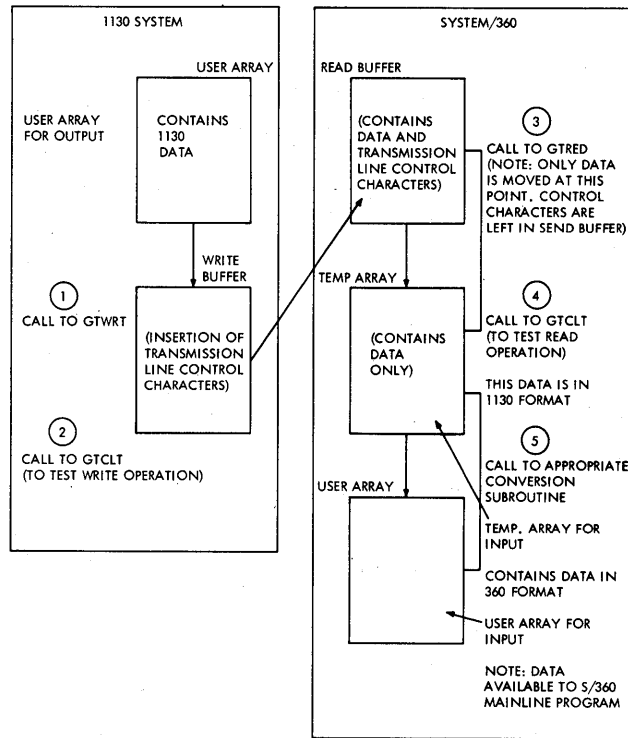 1130 SYSTEM
USER ARRAY
USER ARRAY
FOR OUTPUT
CONTAINS
1130
DATA
WRITE
BUFFER
1
CALL TO GTWRT
(INSERTION OF
TRANSMISSION
LINE CONTROL
CHARACTERS)
2
CALL TO GTCLT
(TO TEST WRITE OPERATION)
SYSTEM/360
READ BUFFER
(CONTAINS
DATA AND
TRANSMISSION
LINE CONTROL
CHARACTERS)
3
CALL TO GTRED
(NOTE: ONLY DATA
IS MOVED AT THIS
POINT. CONTROL
CHARACTERS ARE
LEFT IN SEND BUFFER)
TEMP ARRAY
(CONTAINS
DATA
ONLY)
4
CALL TO GTCLT
(TO TEST READ
OPERATION)
THIS DATA IS IN
1130 FORMAT
5
CALL TO APPROPRIATE
CONVERSION
SUBROUTINE
USER ARRAY
TEMP. ARRAY FOR
INPUT
CONTAINS DATA IN
360 FORMAT
USER ARRAY FOR
INPUT
NOTE: DATA
AVAILABLE TO S/360
MAINLINE PROGRAM